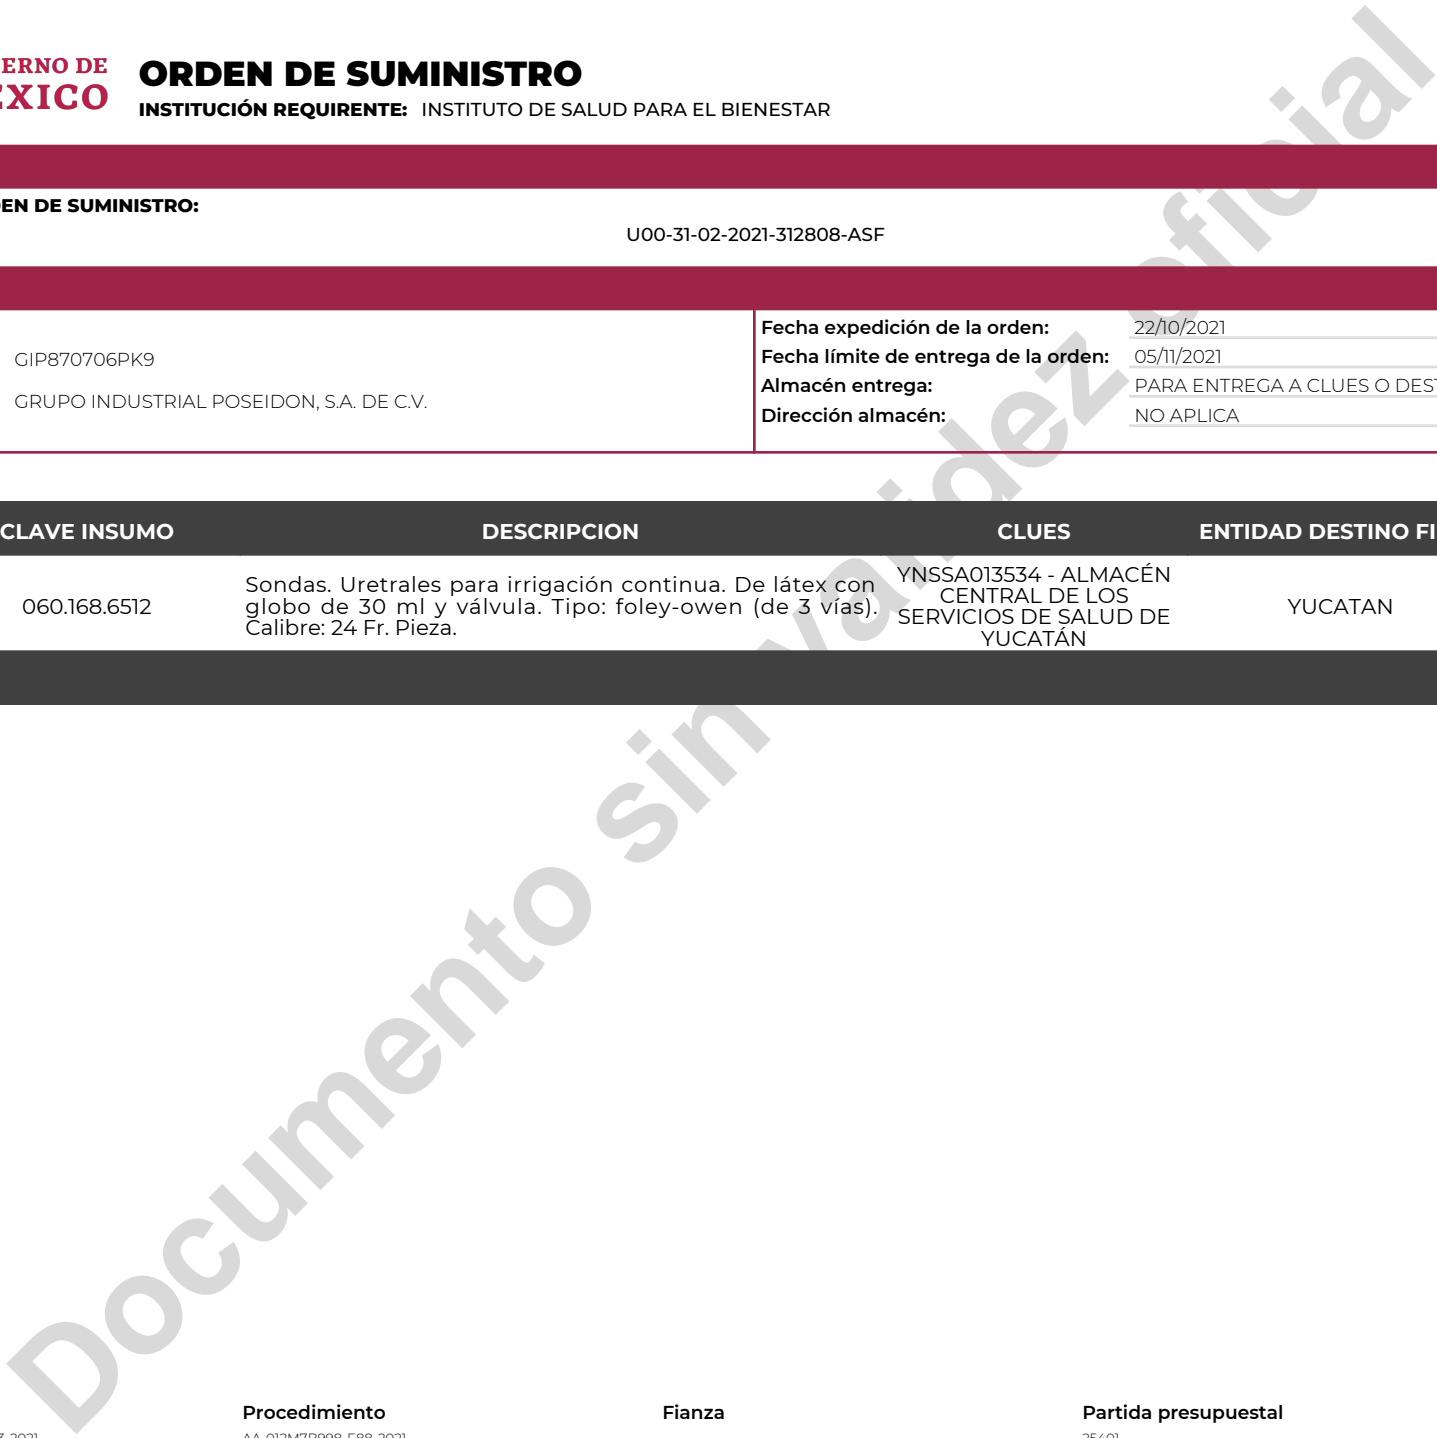 ERNO DE
ÉXICO
ORDEN DE SUMINISTRO
INSTITUCIÓN REQUIRENTE: INSTITUTO DE SALUD PARA EL BIENESTAR
EN DE SUMINISTRO:
U00-31-02-2021-312808-ASF
GIP870706PK9
GRUPO INDUSTRIAL POSEIDON, S.A. DE C.V.
Fecha expedición de la orden: 22/10/2021
Fecha límite de entrega de la orden: 05/11/2021
Almacén entrega: PARA ENTREGA A CLUES O DEST
Dirección almacén: NO APLICA
CLAVE INSUMO DESCRIPCION CLUES ENTIDAD DESTINO FI
060.168.6512
Sondas. Uretrales para irrigación continua. De látex con
globo de 30 ml y válvula. Tipo: foley-owen (de 3 vías).
Calibre: 24 Fr. Pieza.
YNSSA013534 - ALMACÉN
CENTRAL DE LOS
SERVICIOS DE SALUD DE
YUCATÁN
YUCATAN
Documento sin validez oficial
Procedimiento Fianza Partida presupuestal